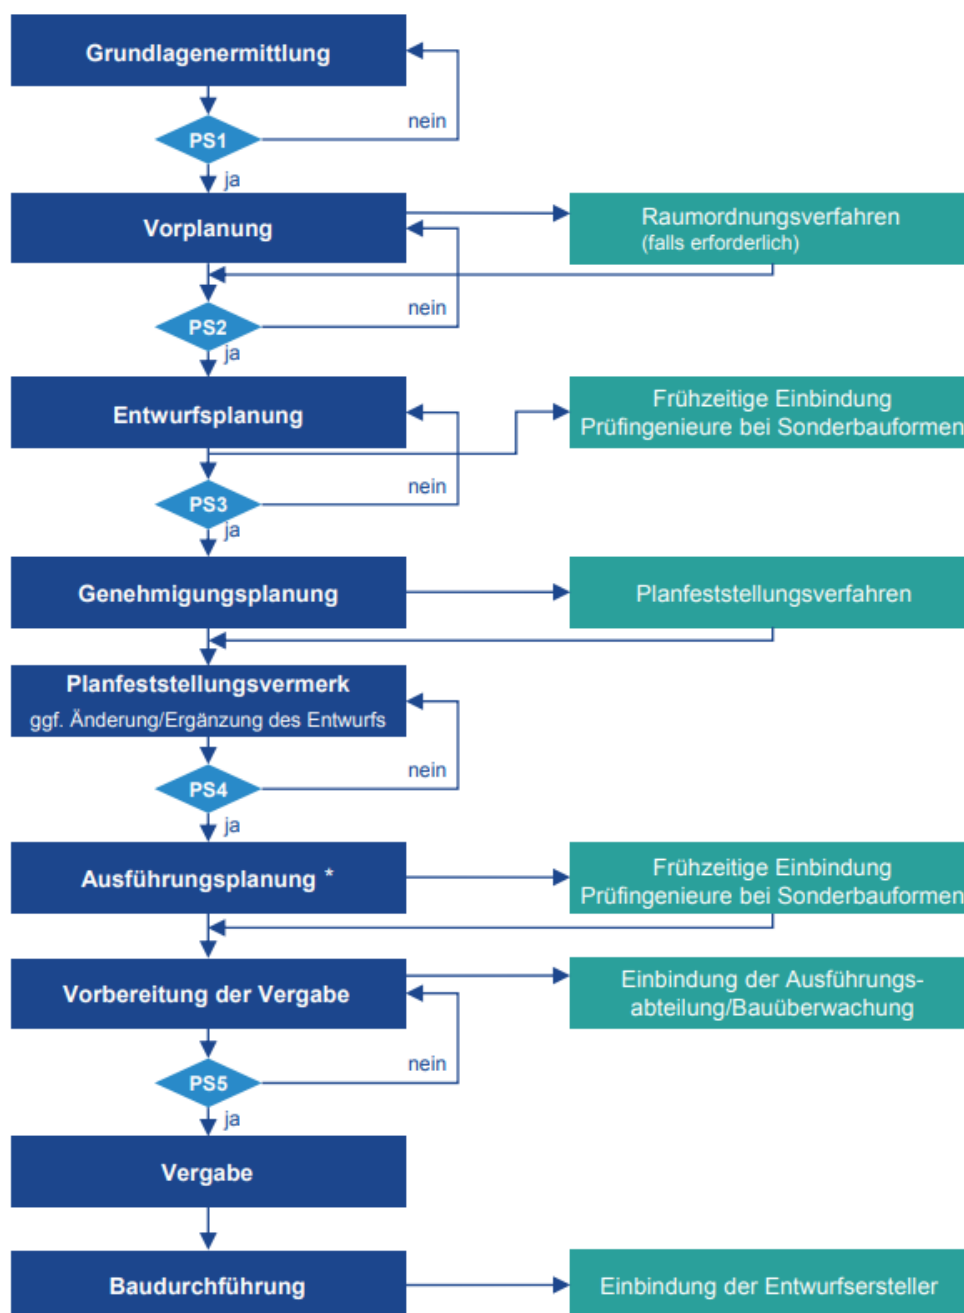 Grundlagenermittlung
nein
PS1
ja
Vorplanung
Raumordnungsverfahren
(falls erforderlich)
nein
PS2
ja
Entwurfsplanung
Frühzeitige Einbindung
Prüfingenieure bei Sonderbauformen
nein
PS3
ja
Genehmigungsplanung
Planfeststellungsverfahren
Planfeststellungsvermerk
ggf. Änderung/Ergänzung des Entwurfs
nein
PS4
ja
Ausführungsplanung *
Frühzeitige Einbindung
Prüfingenieure bei Sonderbauformen
Vorbereitung der Vergabe
Einbindung der Ausführungs-
abteilung/Bauüberwachung
nein
PS5
ja
Vergabe
Baudurchführung
Einbindung der Entwurfsersteller